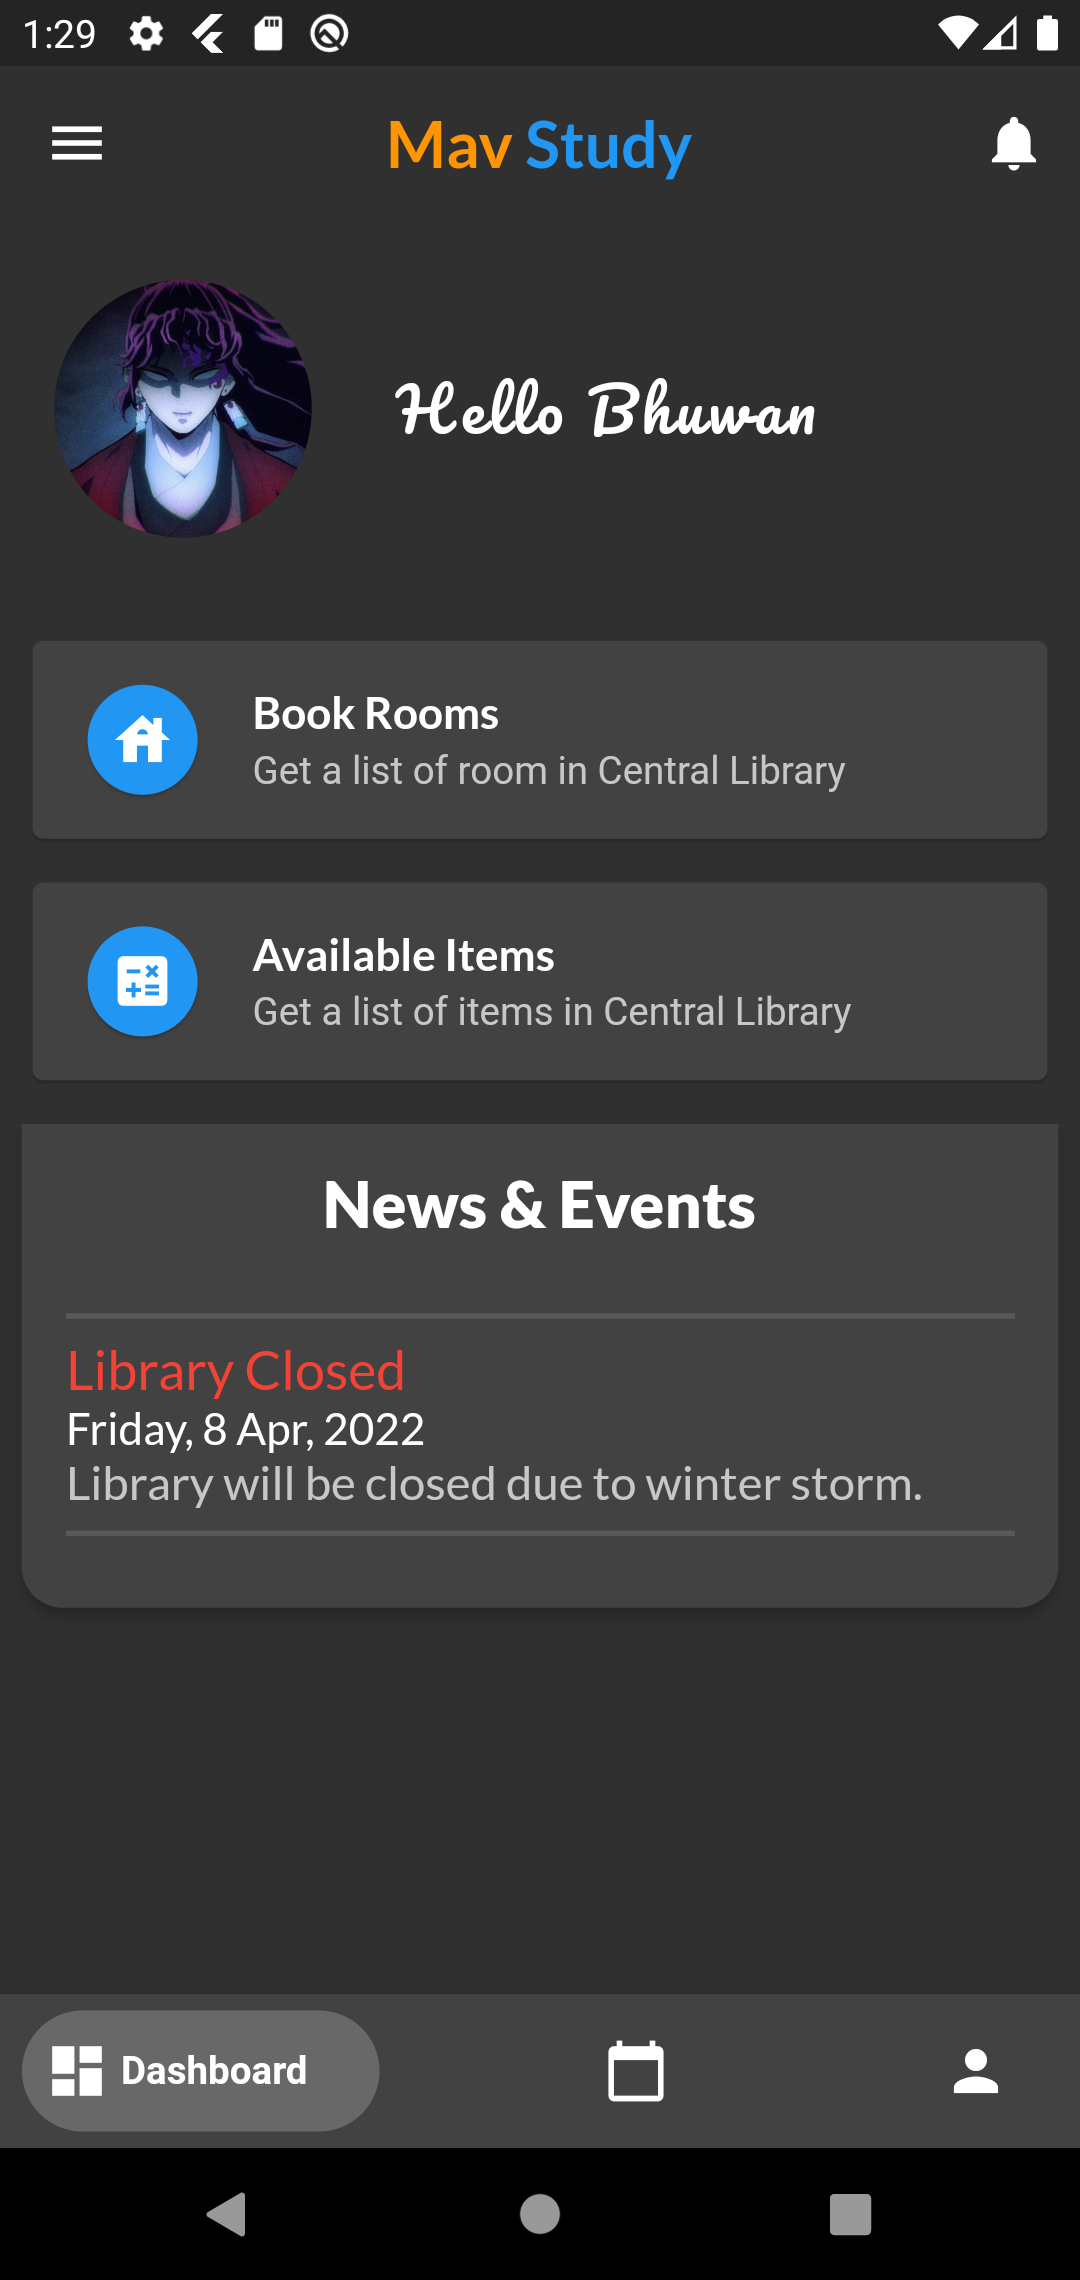 1:29
Mav Study
Hello Bhuwan
Book Rooms
Get a list of room in Central Library
Available Items
Get a list of items in Central Library
News & Events
Library Closed
Friday, 8 Apr, 2022
Library will be closed due to winter storm.
Dashboard